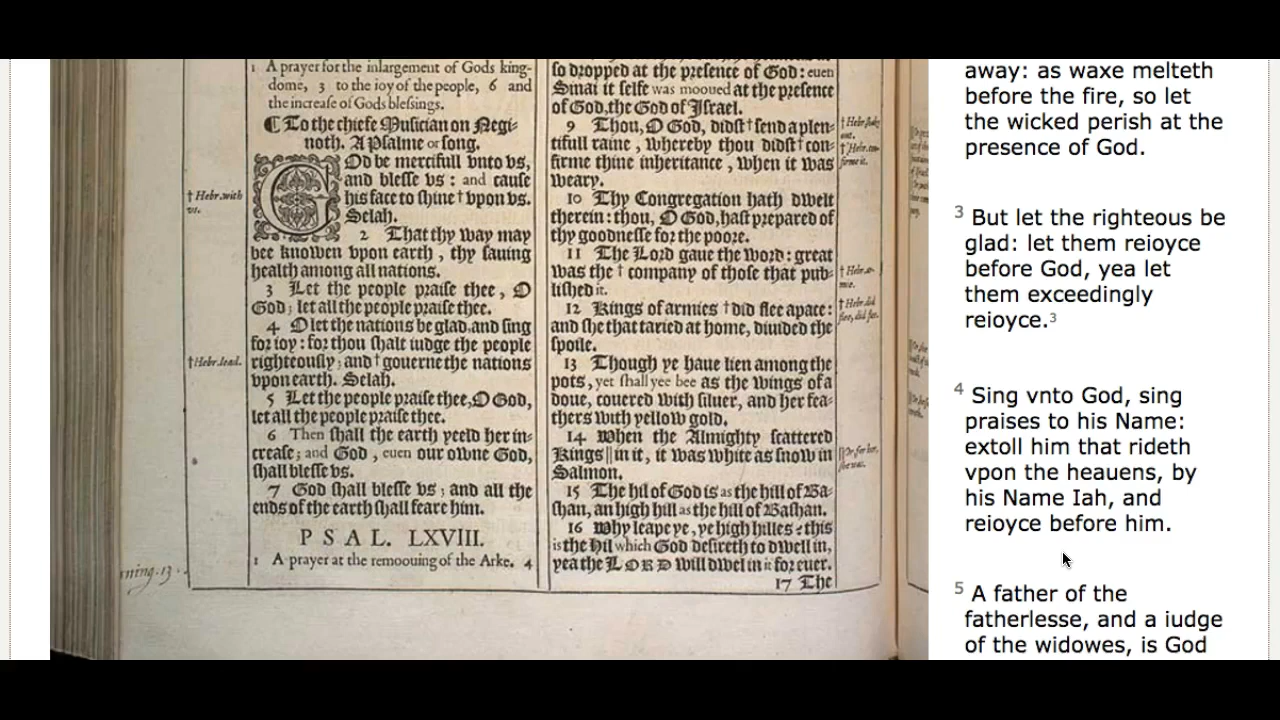 1 A prayer for the inlargement of Gods king-
dome, 3 to the ioy of the people, 6 and
the increase of Gods blessings.
¶ To the chiefe Musician on Negi-
noth. A Psalme or song.
God be mercifull vnto vs,
and blesse vs: and cause
his face to shine † vpon vs.
Selah.
2 That thy way may
bee knowen vpon earth, thy sauing
health among all nations.
3 Let the people praise thee, O
God; let all the people praise thee.
4 O let the nations be glad, and sing
for ioy: for thou shalt iudge the people
righteously; and † gouerne the nations
vpon earth. Selah.
5 Let the people praise thee, O God,
let all the people praise thee.
6 Then shall the earth yeeld her in-
crease; and God, euen our owne God,
shall blesse vs.
7 God shall blesse vs; and all the
ends of the earth shall feare him.
PSAL. LXVIII.
1 A prayer at the remoouing of the Arke. 4
† Hebr. with
vs.
† Hebr. lead.
ning. 13.
so dropped at the presence of God: euen
Sinai it selfe was mooued at the presence
of God, the God of Israel.
9 Thou, O God, didst † send a plen-
tifull raine, whereby thou didst † con-
firme thine inheritance, when it was
weary.
10 Thy Congregation hath dwelt
therein: thou, O God, hast prepared of
thy goodnesse for the poore.
11 The Lord gaue the word: great
was the † company of those that pub-
lished it.
12 Kings of armies † did flee apace:
and she that taried at home, diuided the
spoile.
13 Though ye haue lien among the
pots, yet shall yee bee as the wings of a
doue, couered with siluer, and her fea-
thers with yellow gold.
14 When the Almighty scattered
Kings || in it, it was white as snow in
Salmon.
15 The hil of God is as the hill of Ba-
shan, an high hill as the hill of Bashan.
16 Why leape ye, ye high hilles? this
is the hil which God desireth to dwell in,
yea the LORD will dwel in it for euer.
17 The
† Hebr.
out.
† Hebr. con-
firme it.
† Hebr. ar-
mie.
† Hebr. did
flee, did flee.
|| Or, for her,
she was.
away: as waxe melteth
before the fire, so let
the wicked perish at the
presence of God.
3 But let the righteous be
glad: let them reioyce
before God, yea let
them exceedingly
reioyce.3
4 Sing vnto God, sing
praises to his Name:
extoll him that rideth
vpon the heauens, by
his Name Iah, and
reioyce before him.
5 A father of the
fatherlesse, and a iudge
of the widowes, is God